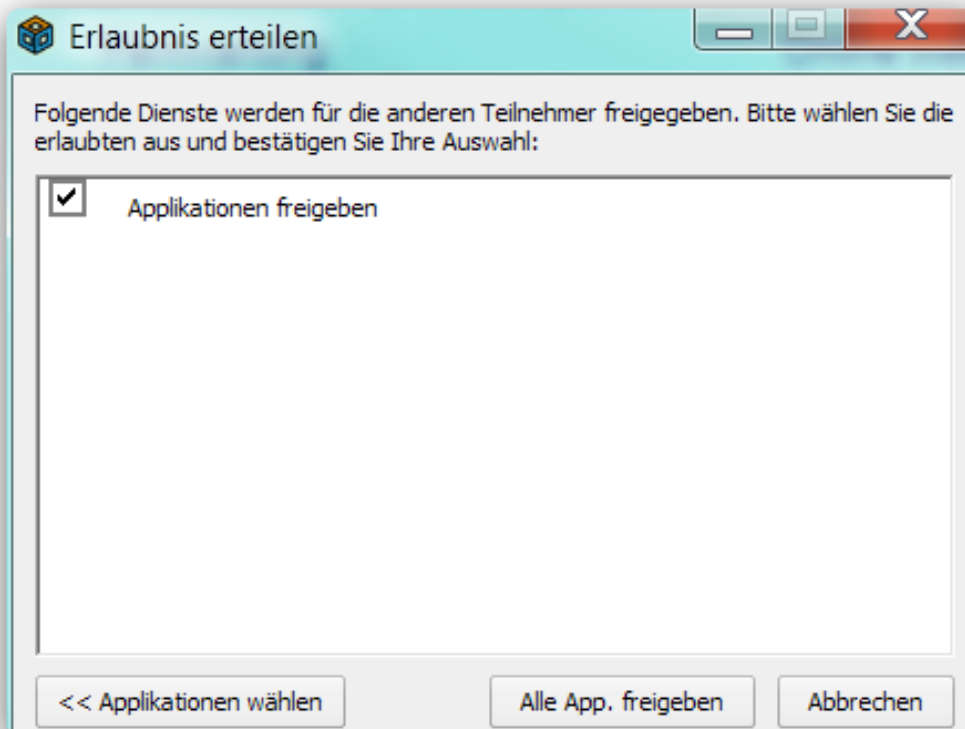 Erlaubnis erteilen
Folgende Dienste werden für die anderen Teilnehmer freigegeben. Bitte wählen Sie die
erlaubten aus und bestätigen Sie Ihre Auswahl:
Applikationen freigeben
<< Applikationen wählen Alle App. freigeben Abbrechen